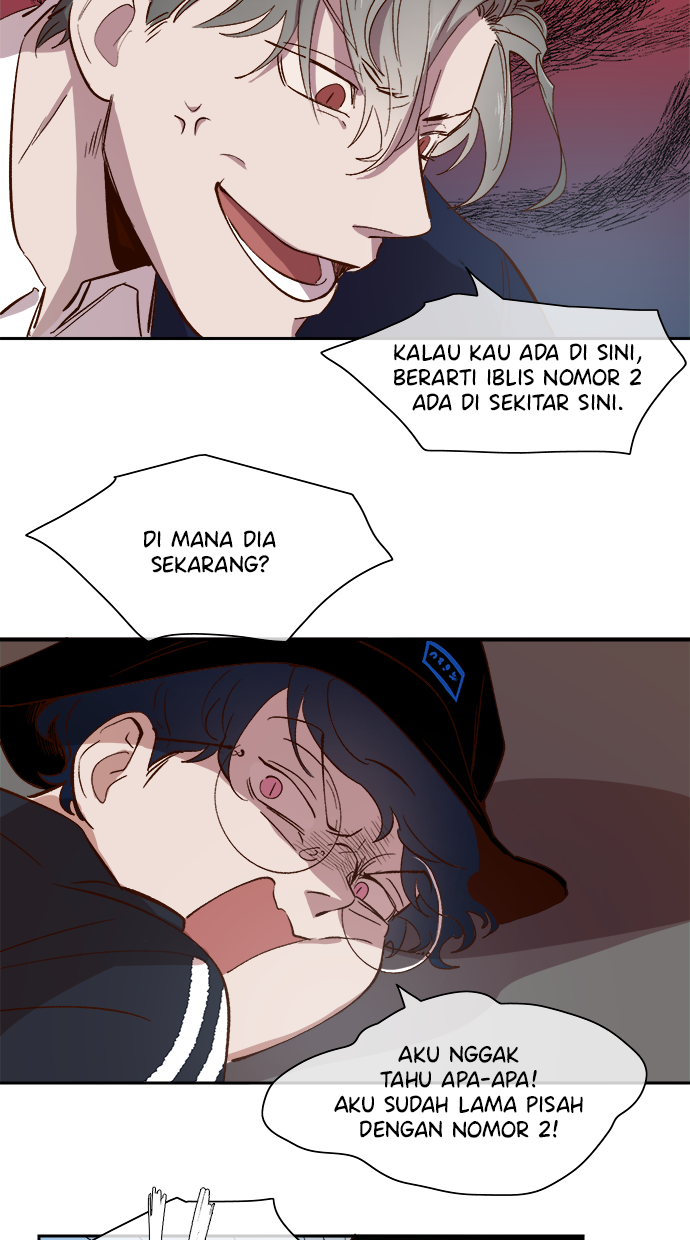 KALAU KAU ADA DI SINI,
BERARTI IBLIS NOMOR 2
ADA DI SEKITAR SINI.
DI MANA DIA
SEKARANG?
AKU NGGAK
TAHU APA-APA!
AKU SUDAH LAMA PISAH
DENGAN NOMOR 2!